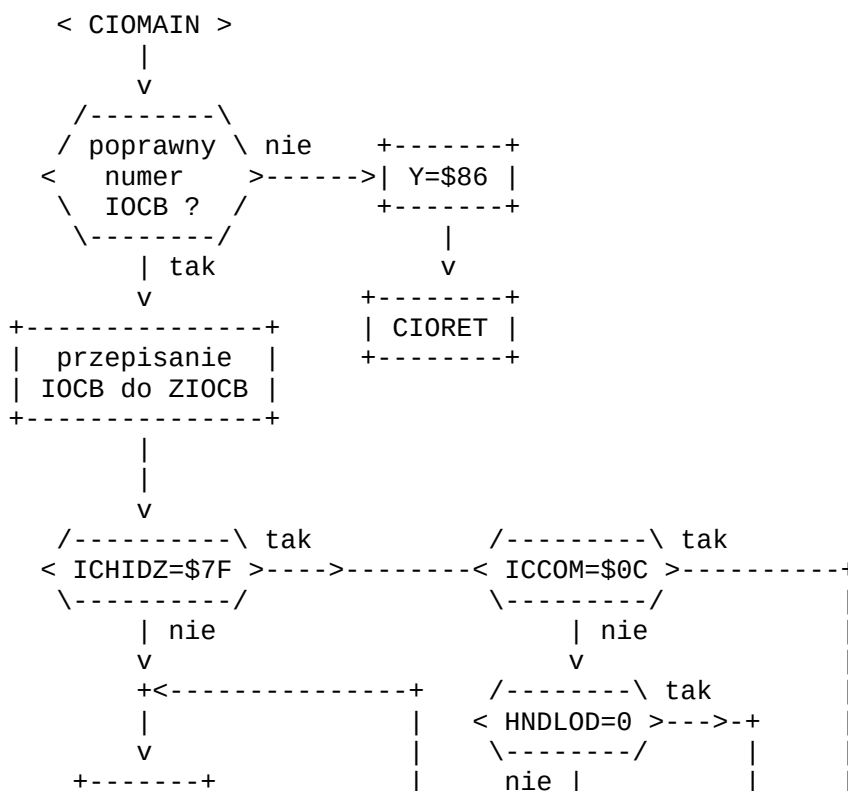 < CIOMAIN >
|
v
/--------\
/ poprawny \ nie +-------+
< numer >------>| Y=$86 |
\ IOCB ? / +-------+
\--------/ |
| tak v
v +--------+
+---------------+ | CIORET |
| przepisanie | +--------+
| IOCB do ZIOCB |
+---------------+
|
|
v
/----------\ tak /---------\ tak
< ICHIDZ=$7F >---->--------< ICCOM=$0C >----------+
\----------/ \---------/ |
| nie | nie |
v v |
+<---------------+ /--------\ tak |
| | < HNDLOD=0 >--->-+ |
v | \--------/ | |
+-------+ | nie | | |